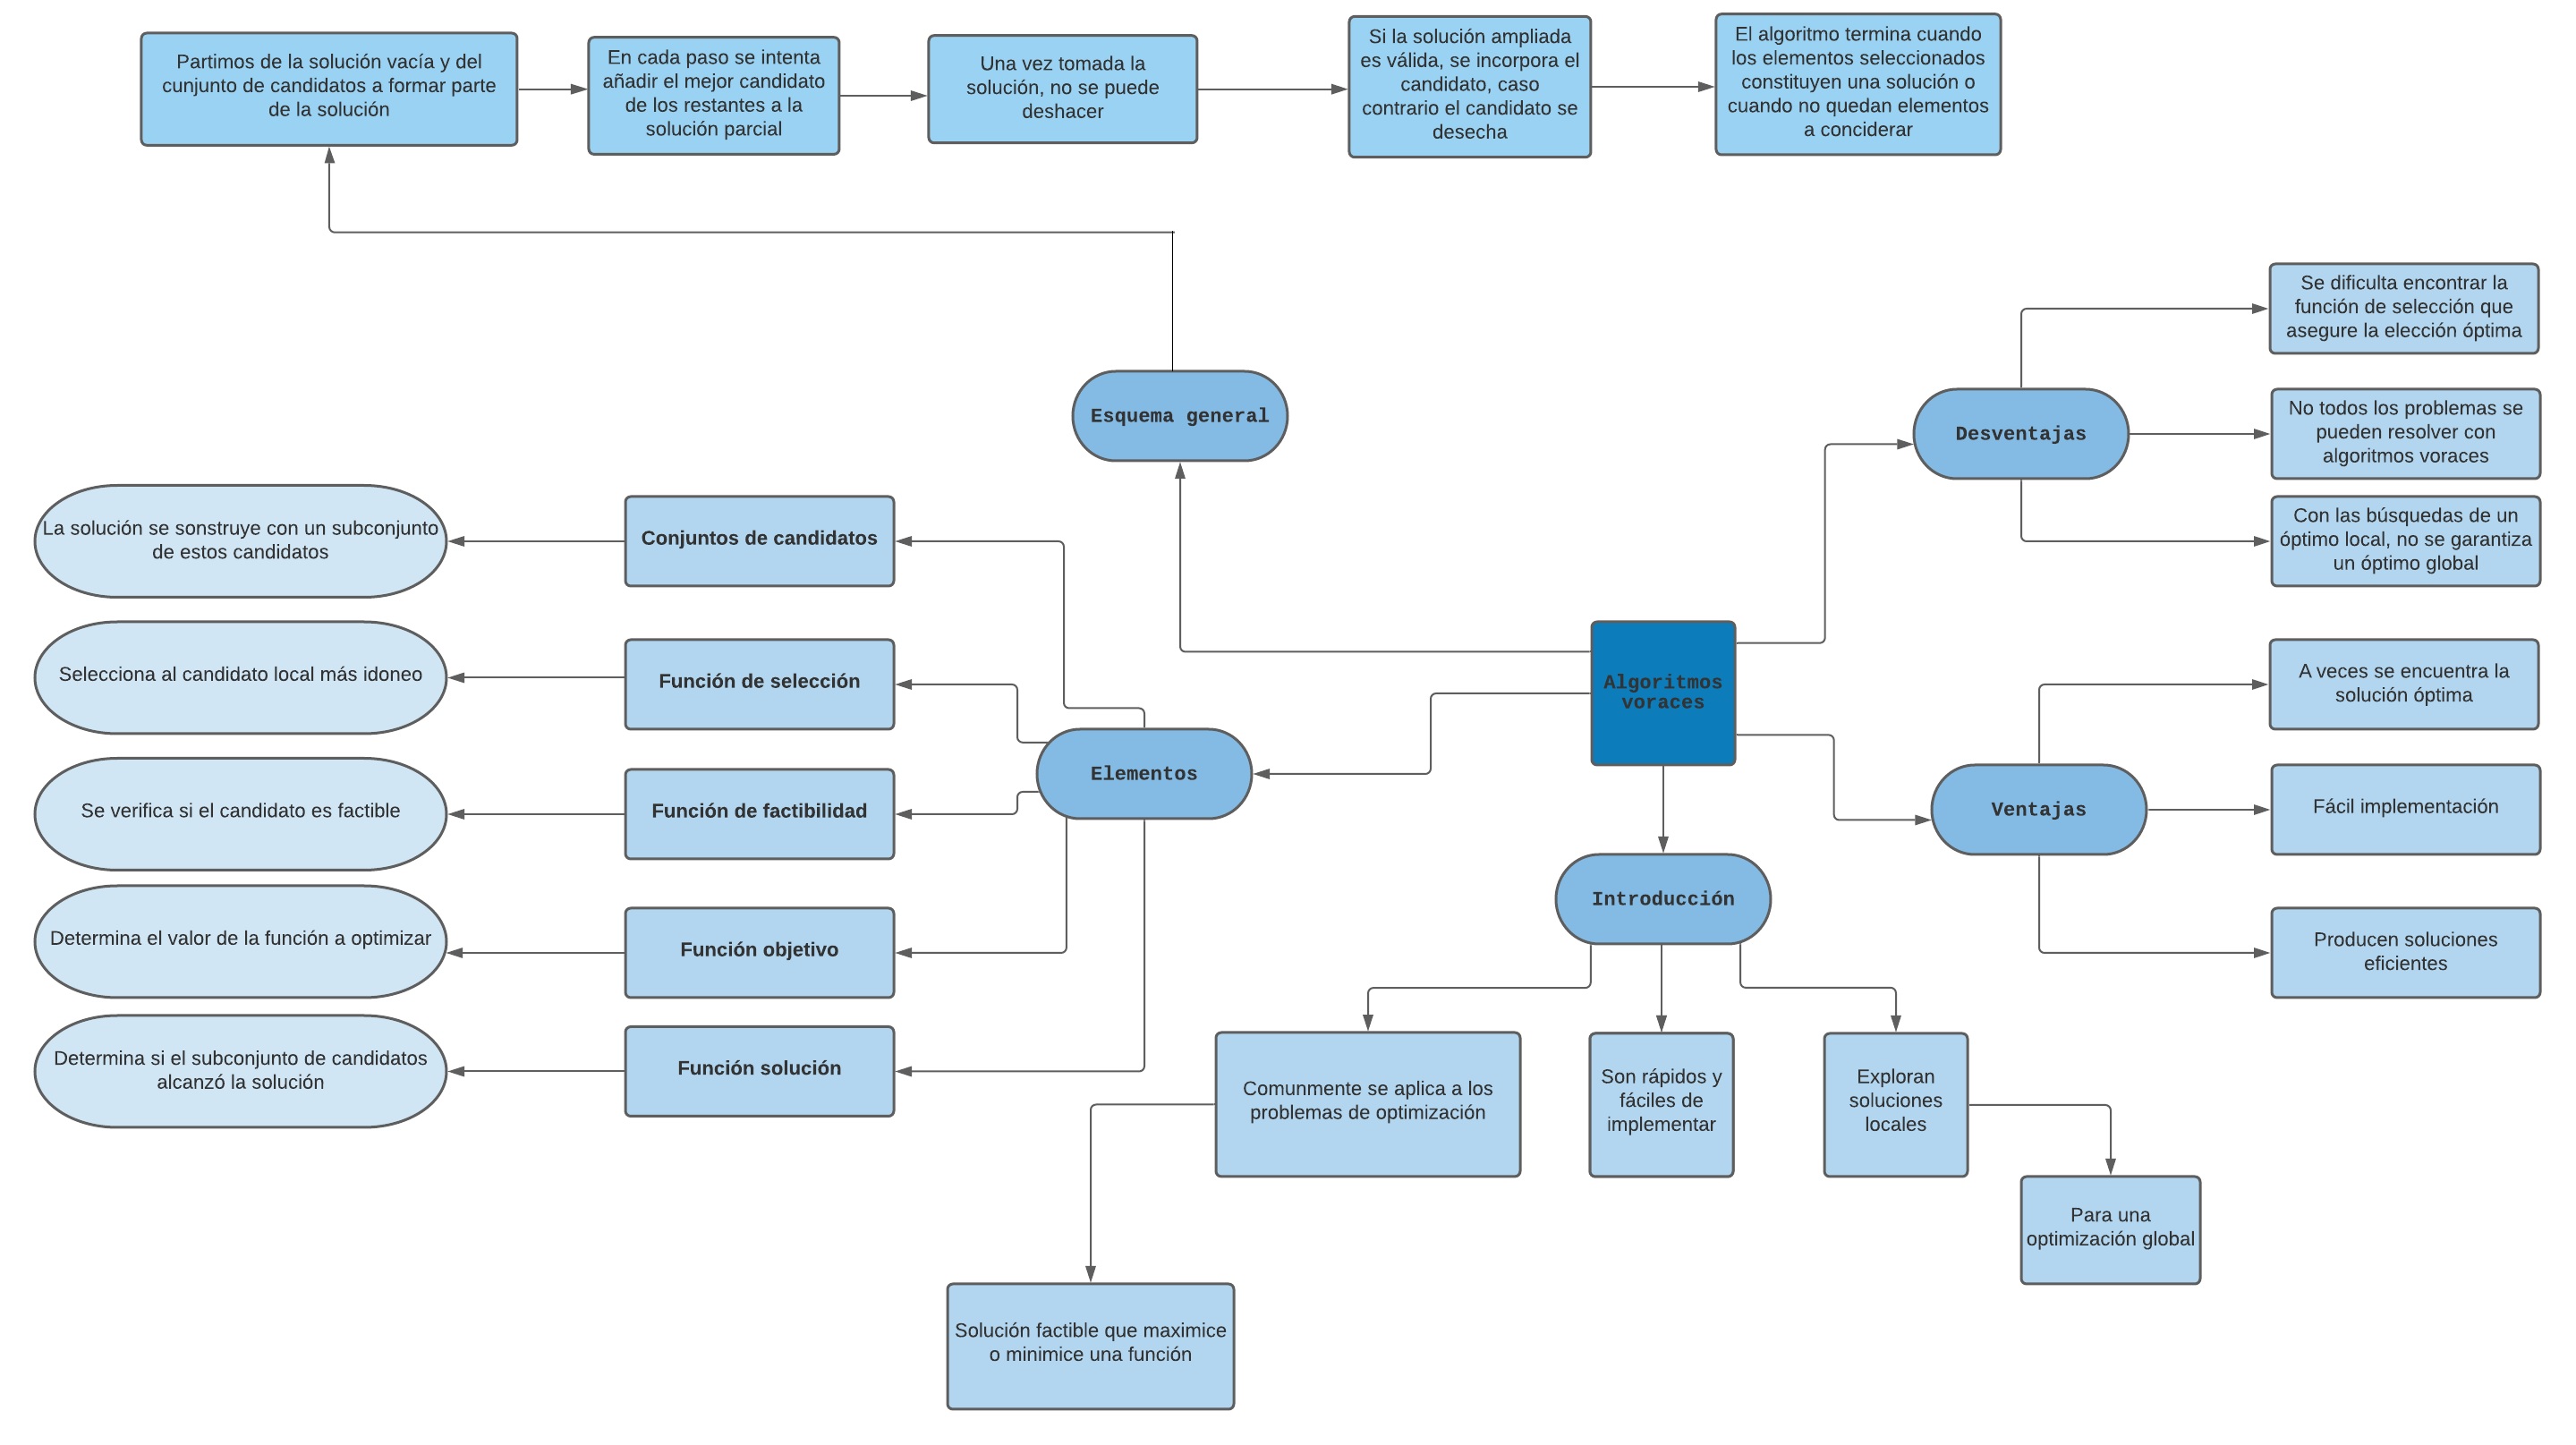 Partimos de la solución vacía y del
cunjunto de candidatos a formar parte
de la solución
En cada paso se intenta
añadir el mejor candidato
de los restantes a la
solución parcial
Una vez tomada la
solución, no se puede
deshacer
Si la solución ampliada
es válida, se incorpora el
candidato, caso
contrario el candidato se
desecha
El algoritmo termina cuando
los elementos seleccionados
constituyen una solución o
cuando no quedan elementos
a conciderar
Esquema general
Desventajas
Se dificulta encontrar la
función de selección que
asegure la elección óptima
No todos los problemas se
pueden resolver con
algoritmos voraces
Con las búsquedas de un
óptimo local, no se garantiza
un óptimo global
La solución se sonstruye con un subconjunto
de estos candidatos
Conjuntos de candidatos
Selecciona al candidato local más idoneo
Función de selección
Se verifica si el candidato es factible
Función de factibilidad
Determina el valor de la función a optimizar
Función objetivo
Determina si el subconjunto de candidatos
alcanzó la solución
Función solución
Elementos
Algoritmos
voraces
Ventajas
A veces se encuentra la
solución óptima
Fácil implementación
Producen soluciones
eficientes
Introducción
Comunmente se aplica a los
problemas de optimización
Son rápidos y
fáciles de
implementar
Exploran
soluciones
locales
Para una
optimización global
Solución factible que maximice
o minimice una función